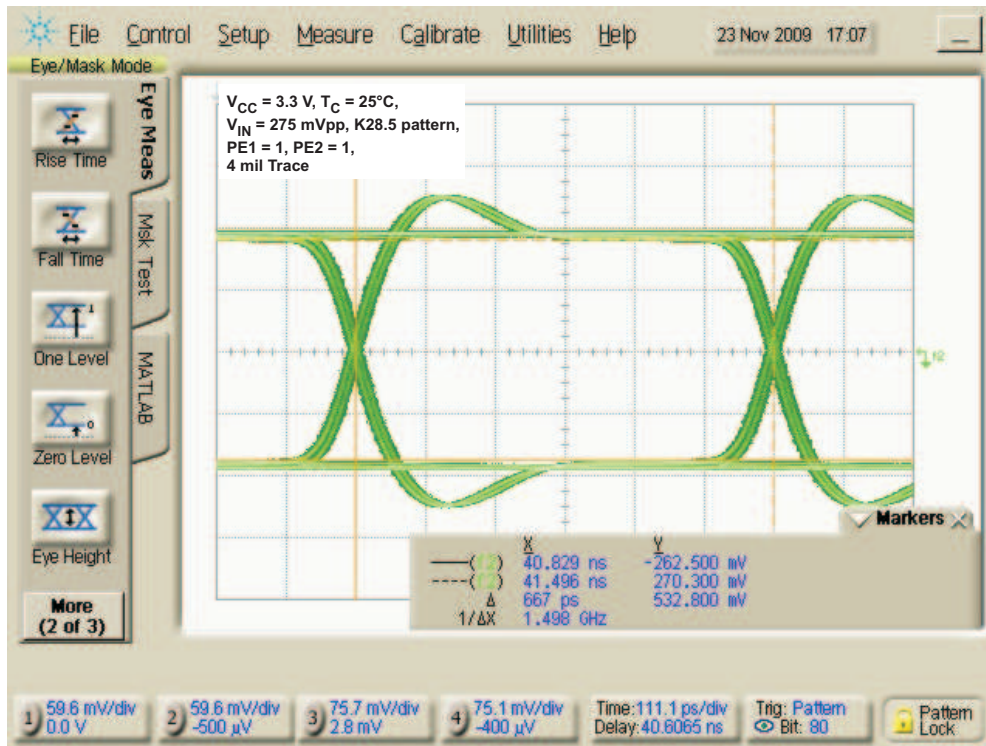 File Control Setup Measure Calibrate Utilities Help 23 Nov 2009 17:07
Eye/Mask Mode
Eye Meas
Msk Test
MATLAB
Rise Time
Fall Time
One Level
Zero Level
Eye Height
More
(2 of 3)
VCC = 3.3 V, TC = 25°C,
VIN = 275 mVpp, K28.5 pattern,
PE1 = 1, PE2 = 1,
4 mil Trace
f2
Markers
X Y
——(f2) 40.829 ns -262.500 mV
----(f2) 41.496 ns 270.300 mV
Δ 667 ps 532.800 mV
1/ΔX 1.498 GHz
1) 59.6 mV/div
0.0 V
2) 59.6 mV/div
-500 μV
3) 75.7 mV/div
2.8 mV
4) 75.1 mV/div
-400 μV
Time:111.1 ps/div
Delay:40.6065 ns
Trig: Pattern
Bit: 80
Pattern
Lock